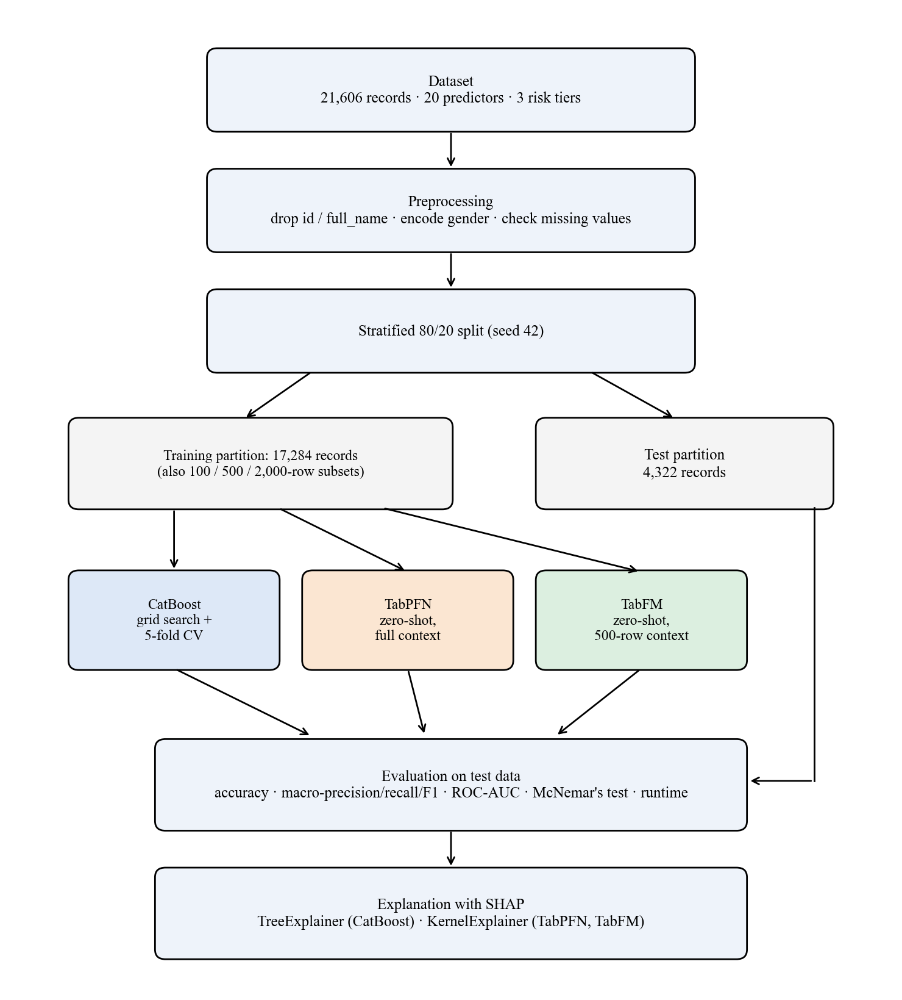 Dataset
21,606 records · 20 predictors · 3 risk tiers
Preprocessing
drop id / full_name · encode gender · check missing values
Stratified 80/20 split (seed 42)
Training partition: 17,284 records
(also 100 / 500 / 2,000-row subsets)
Test partition
4,322 records
CatBoost
grid search +
5-fold CV
TabPFN
zero-shot,
full context
TabFM
zero-shot,
500-row context
Evaluation on test data
accuracy · macro-precision/recall/F1 · ROC-AUC · McNemar's test · runtime
Explanation with SHAP
TreeExplainer (CatBoost) · KernelExplainer (TabPFN, TabFM)